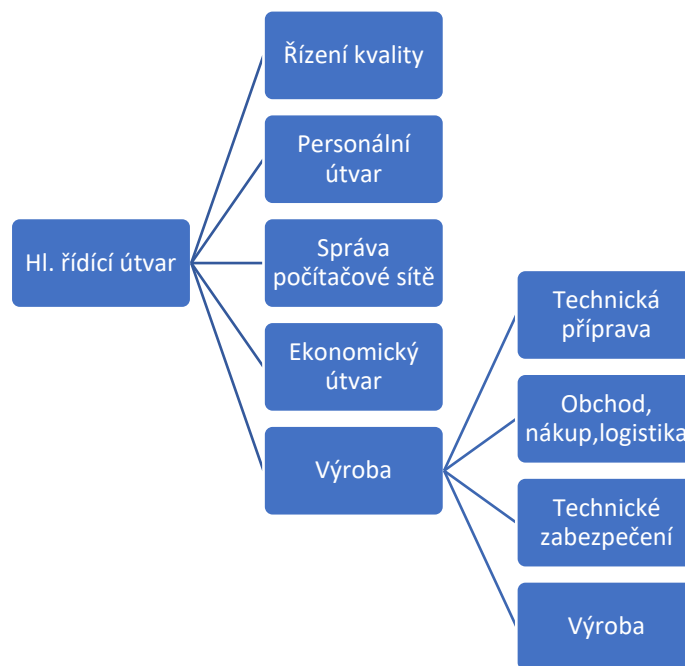 Řízení kvality
Personální
útvar
Hl. řídící útvar
Správa
počítačové sítě
Ekonomický
útvar
Výroba
Technická
příprava
Obchod,
nákup,logistika
Technické
zabezpečení
Výroba